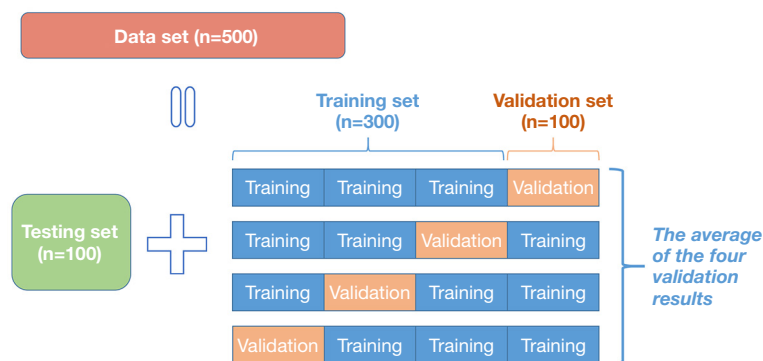 Data set (n=500)
Training set
(n=300)
Validation set
(n=100)
Training Training Training Validation
Testing set
(n=100)
Training Training Validation Training
The average
of the four
validation
results
Training Validation Training Training
Validation Training Training Training